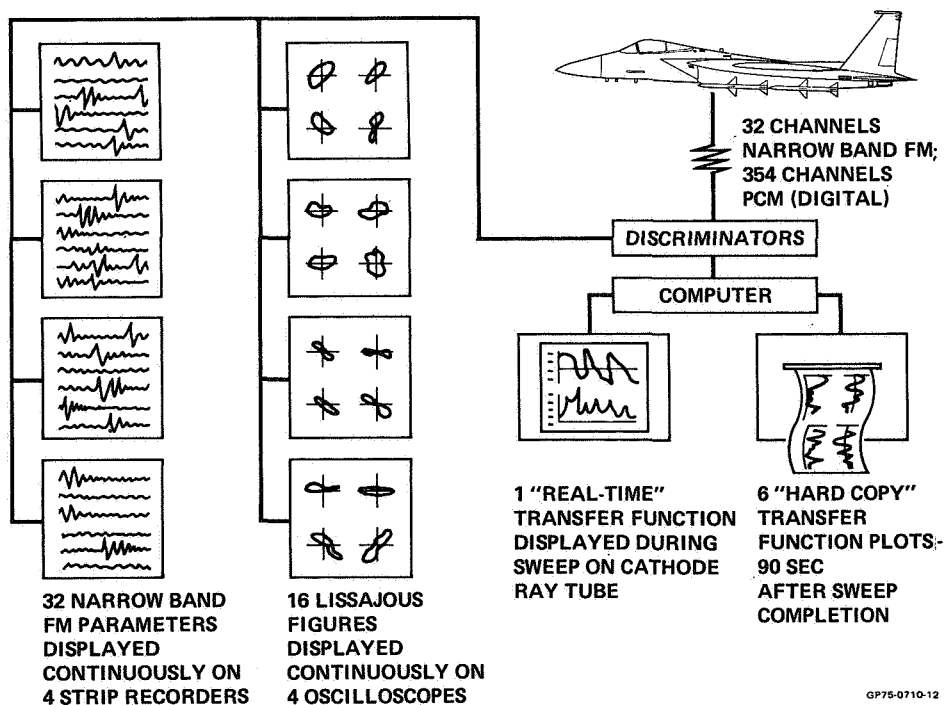 32 CHANNELS
NARROW BAND FM;
354 CHANNELS
PCM (DIGITAL)
DISCRIMINATORS
COMPUTER
1 "REAL-TIME"
TRANSFER FUNCTION
DISPLAYED DURING
SWEEP ON CATHODE
RAY TUBE
6 "HARD COPY"
TRANSFER
FUNCTION PLOTS-
90 SEC
AFTER SWEEP
COMPLETION
32 NARROW BAND
FM PARAMETERS
DISPLAYED
CONTINUOUSLY ON
4 STRIP RECORDERS
16 LISSAJOUS
FIGURES
DISPLAYED
CONTINUOUSLY ON
4 OSCILLOSCOPES
GP75-0710-12